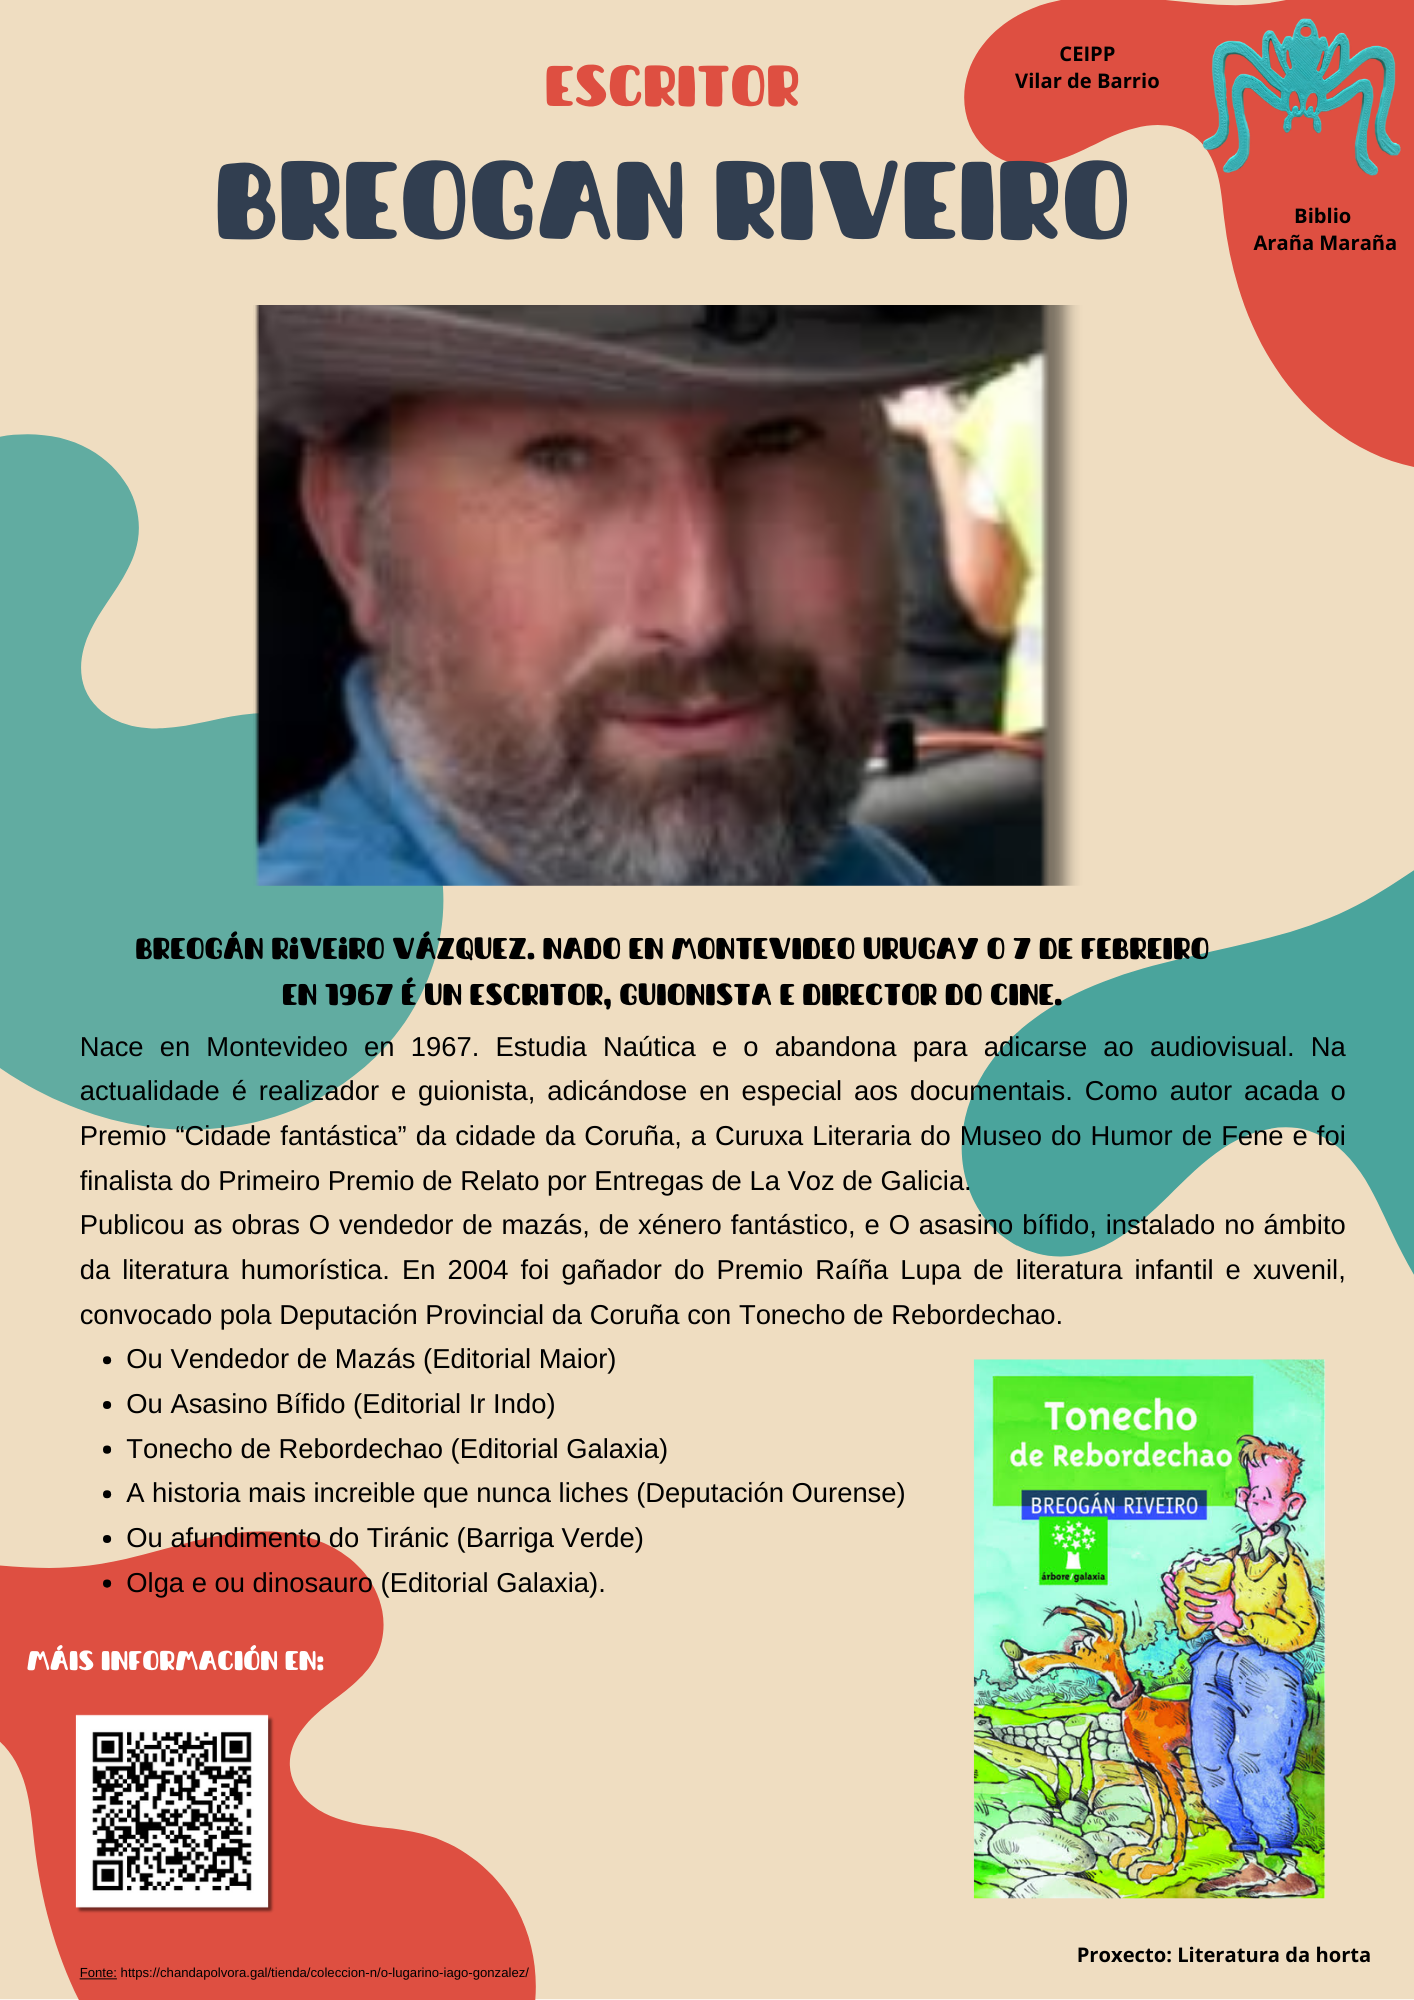 CEIPP
Vilar de Barrio
ESCRITOR
BREOGAN RIVEIRO
Biblio
Araña Maraña
BREOGÁN RiVEiRO VÁZQUEZ. NADO EN MONTEVIDEO URUGAY O 7 DE FEBREIRO
EN 1967 É UN ESCRITOR, GUIONISTA E DIRECTOR DO CINE.
Nace en Montevideo en 1967. Estudia Naútica e o abandona para adicarse ao audiovisual. Na
actualidade é realizador e guionista, adicándose en especial aos documentais. Como autor acada o
Premio “Cidade fantástica” da cidade da Coruña, a Curuxa Literaria do Museo do Humor de Fene e foi
finalista do Primeiro Premio de Relato por Entregas de La Voz de Galicia.
Publicou as obras O vendedor de mazás, de xénero fantástico, e O asasino bífido, instalado no ámbito
da literatura humorística. En 2004 foi gañador do Premio Raíña Lupa de literatura infantil e xuvenil,
convocado pola Deputación Provincial da Coruña con Tonecho de Rebordechao.
• Ou Vendedor de Mazás (Editorial Maior)
• Ou Asasino Bífido (Editorial Ir Indo)
• Tonecho de Rebordechao (Editorial Galaxia)
• A historia mais increible que nunca liches (Deputación Ourense)
• Ou afundimento do Tiránic (Barriga Verde)
• Olga e ou dinosauro (Editorial Galaxia).
Tonecho
de Rebordechao
BREOGÁN RIVEIRO
árbore galaxia
MÁIS INFORMACIÓN EN:
Proxecto: Literatura da horta
Fonte: https://chandapolvora.gal/tienda/coleccion-n/o-lugarino-iago-gonzalez/